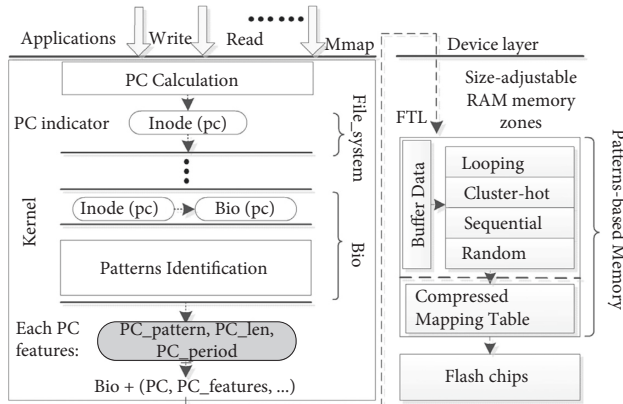 Applications Write Read Mmap
PC Calculation
PC indicator
Inode (pc)
File_system
Kernel
Inode (pc)
Bio (pc)
Bio
Patterns Identification
Each PC
features:
PC_pattern, PC_len,
PC_period
Bio + (PC, PC_features, ...)
Device layer
Size-adjustable
RAM memory
zones
FTL
Buffer Data
Looping
Cluster-hot
Sequential
Random
Patterns-based Memory
Compressed
Mapping Table
Flash chips